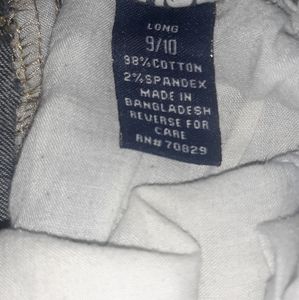 LONG
9/10
98% COTTON
2% SPANDEX
MADE IN
BANGLADESH
REVERSE FOR
CARE
RN# 70829